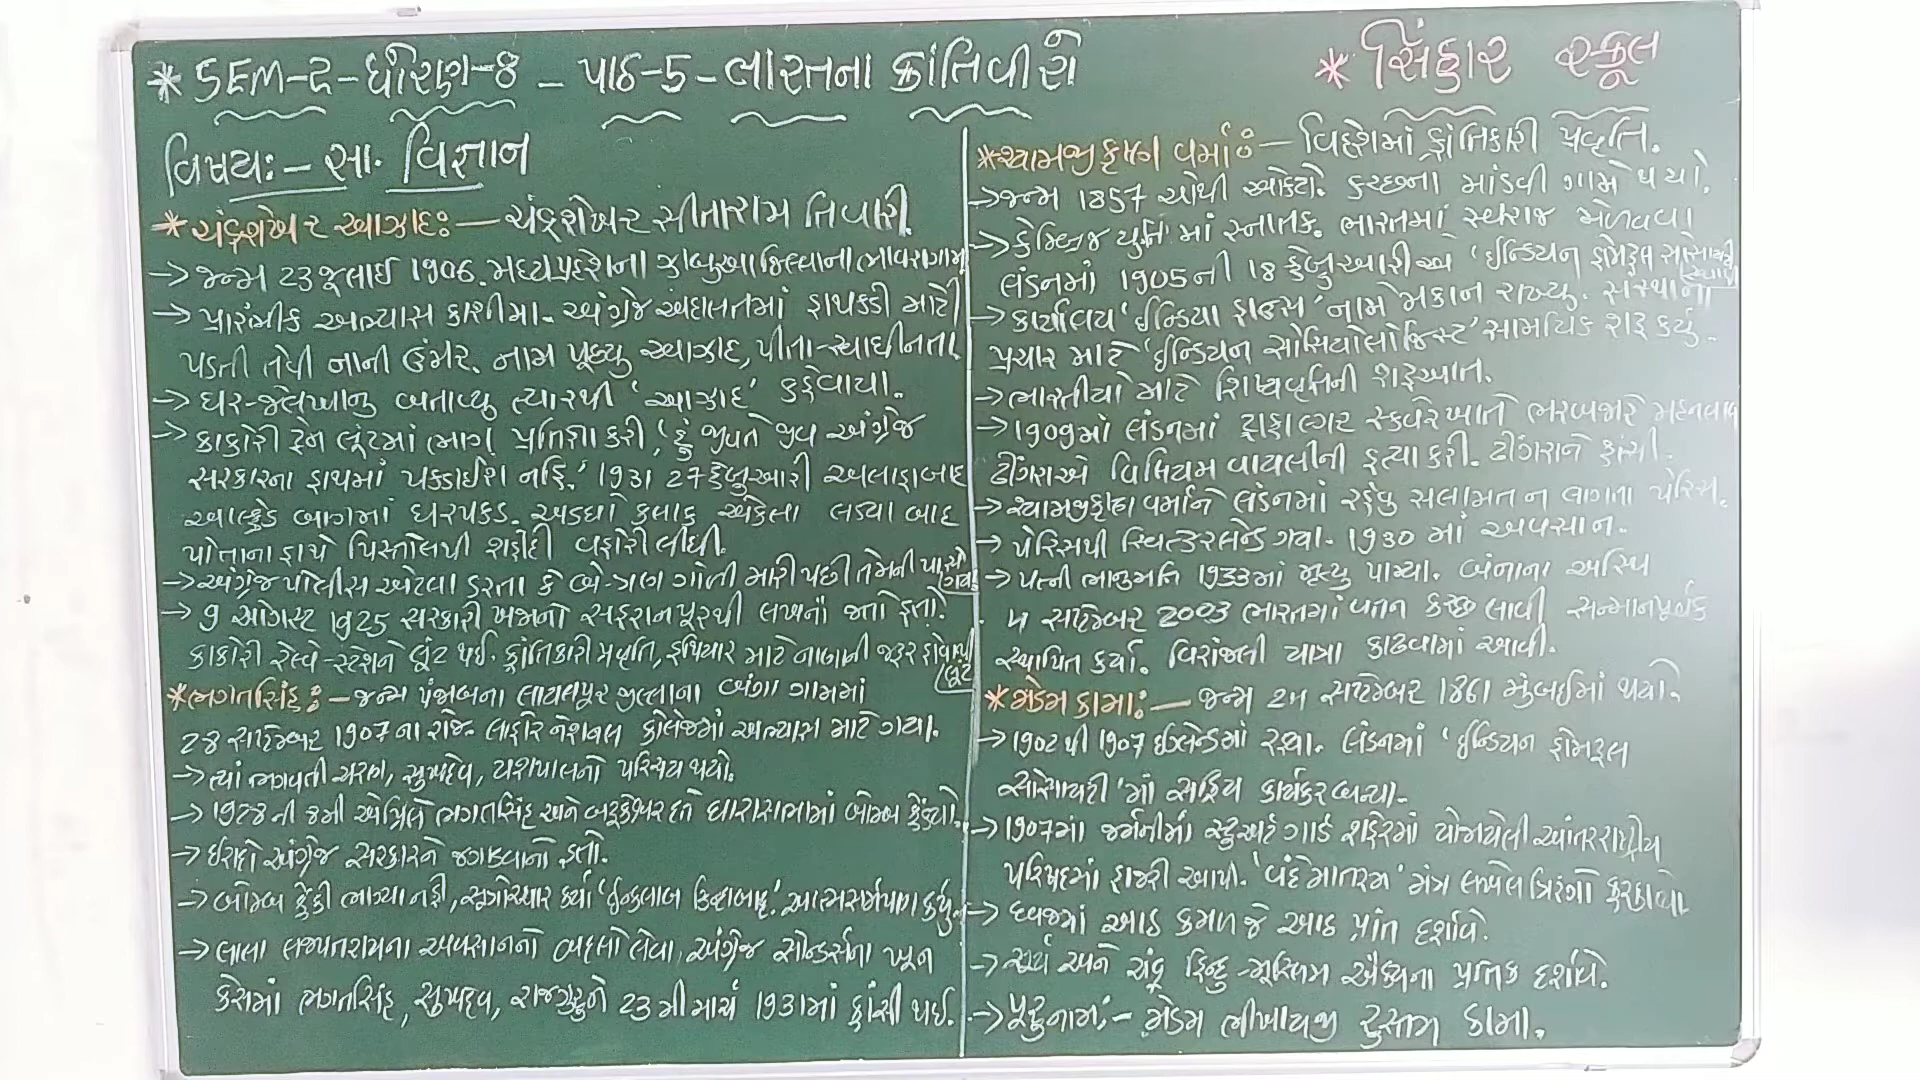 * SEM-2-ધોરણ-8 - પાઠ-5-ભારતના ક્રાંતિવીરો
* સિંહાર સ્કૂલ
વિષય:- સા. વિજ્ઞાન
*ચંદ્રશેખર આઝાદ:- ચંદ્રશેખર સીતારામ તિવારી.
→ જન્મ 23 જૂલાઈ 1906. મધ્યપ્રદેશના ઝાબુઆ જિલ્લાના ભાવરા ગામ
→ પ્રારંભીક અભ્યાસ કાશીમા. અંગ્રેજ અદાલતમાં હાથકડી માટે
પડતી તેવી નાની ઉંમર. નામ પૂછ્યુ આઝાદ, પીતા-સ્વાધીનતા
→ ઘર-જેલખાનુ બતાવ્યુ ત્યારથી 'આઝાદ' કહેવાયા.
→ કાકોરી ટ્રેન લૂંટમાં ભાગ. પ્રતિજ્ઞા કરી, 'હું જીવતે જીવ અંગ્રેજ
સરકારના હાથમાં પકડાઈશ નહિ.' 1931 27 ફેબ્રુઆરી અલાહાબાદ
આલ્ફ્રેડ બાગમાં ધરપકડ. અડધો કલાક એકલા લડ્યા બાદ
પોતાના હાથે પિસ્તોલથી શહીદી વહોરી લીધી.
→ અંગ્રેજ પોલીસ એટલા ડરતા કે બે-ત્રણ ગોળી મારી પછી તેમની પાસે ગયા
→ 9 ઓગસ્ટ 1925 સરકારી ખજાનો સહરાનપૂરથી લખનૌ જતો હતો.
કાકોરી રેલ્વે-સ્ટેશને લૂંટ થઈ. ક્રાંતિકારી પ્રવૃતિ, હથિયાર માટે નાણાની જરૂર હોવાથી લૂંટ
*ભગતસિંહ:- જન્મ પંજાબના લાયલપૂર જીલ્લાના બંગા ગામમાં
28 સપ્ટેમ્બર 1907 ના રોજ. લાહોર નેશનલ કોલેજમાં અભ્યાસ માટે ગયા.
→ ત્યાં ભગવતી ચરણ, સુખદેવ, યશપાલનો પરિચય થયો.
→ 1928 ની 8મી એપ્રિલે ભગતસિંહ અને બટુકેશ્વર દત્તે ધારાસભામાં બોમ્બ ફેંક્યો.
→ ઈરાદો અંગ્રેજ સરકારને જગાડવાનો હતો.
→ બોમ્બ ફેંકી ભાગ્યા નહી, સૂત્રોચ્ચાર કર્યા 'ઈન્કલાબ જિન્દાબાદ'. આત્મસર્મપણ કર્યુ.
→ લાલા લજપતરાયના અવસાનનો બદલો લેવા, અંગ્રેજ સોન્ડર્સના ખૂન
કેસમાં ભગતસિંહ, સુખદેવ, રાજગુરુને 23 મી માર્ચ 1931માં ફાંસી થઈ.
*શ્યામજીકૃષ્ણ વર્મા:- વિદેશમાં ક્રાંતિકારી પ્રવૃતિ.
→ જન્મ 1857 ચોથી ઓક્ટો. કચ્છના માંડવી ગામે થયો.
→ કેમ્બ્રિજ યુનિ માં સ્નાતક. ભારતમાં સ્વરાજ મેળવવા
લંડનમાં 1905 ની 18 ફેબ્રુઆરીએ 'ઈન્ડિયન હોમરૂલ સોસાયટી સ્થાપી
→ કાર્યાલય 'ઈન્ડિયા હાઉસ' નામે મકાન રાખ્યુ. સંસ્થાના
પ્રચાર માટે 'ઈન્ડિયન સોસિયોલોજિસ્ટ' સામયિક શરૂ કર્યુ.
→ ભારતીયો માટે શિષ્યવૃતિની શરૂઆત.
→ 1909માં લંડનમાં ટ્રાફાલ્ગર સ્કવેર ખાતે ભરબજારે મદનલાલ
ઢીંગરાએ વિલિયમ વાયલીની હત્યા કરી. ઢીંગરાને ફાંસી.
→ શ્યામજીકૃષ્ણ વર્માને લંડનમાં રહેવુ સલામત ન લાગતા પેરિસ.
→ પેરિસથી સ્વિત્ઝરલેન્ડ ગયા. 1930 માં અવસાન.
→ પત્ની ભાનુમતિ 1933માં મૃત્યુ પામ્યા. બંનાના અસ્થિ
4 સપ્ટેમ્બર 2003 ભારતમાં વતન કચ્છ લાવી સન્માનપૂર્વક
સ્થાપિત કર્યા. વિરાંજલી યાત્રા કાઢવામાં આવી.
*મેડમ કામા:- જન્મ 24 સપ્ટેમ્બર 1861 મુંબઈમાં થયો.
→ 1902 થી 1907 ઈગ્લેન્ડમાં રહ્યા. લંડનમાં 'ઈન્ડિયન હોમરૂલ
સોસાયટી'માં સક્રિય કાર્યકર બન્યા.
→ 1907માં જર્મનીમાં સ્ટુઅર્ટ ગાર્ડ શહેરમાં યોજાયેલી આંતરરાષ્ટ્રીય
પરિષદમાં હાજરી આપી. 'વંદે માતરમ' મંત્ર લખેલ ત્રિરંગો ફરકાવ્યો
→ ધ્વજમાં આઠ કમળ જે આઠ પ્રાંત દર્શાવે.
→ સૂર્ય અને ચંદ્ર હિન્દુ-મૂસ્લિમ ઐક્યના પ્રતિક દર્શાવે.
→ પૂરુ નામ:- મેડમ ભીખાયજી રુસ્તમ કામા.